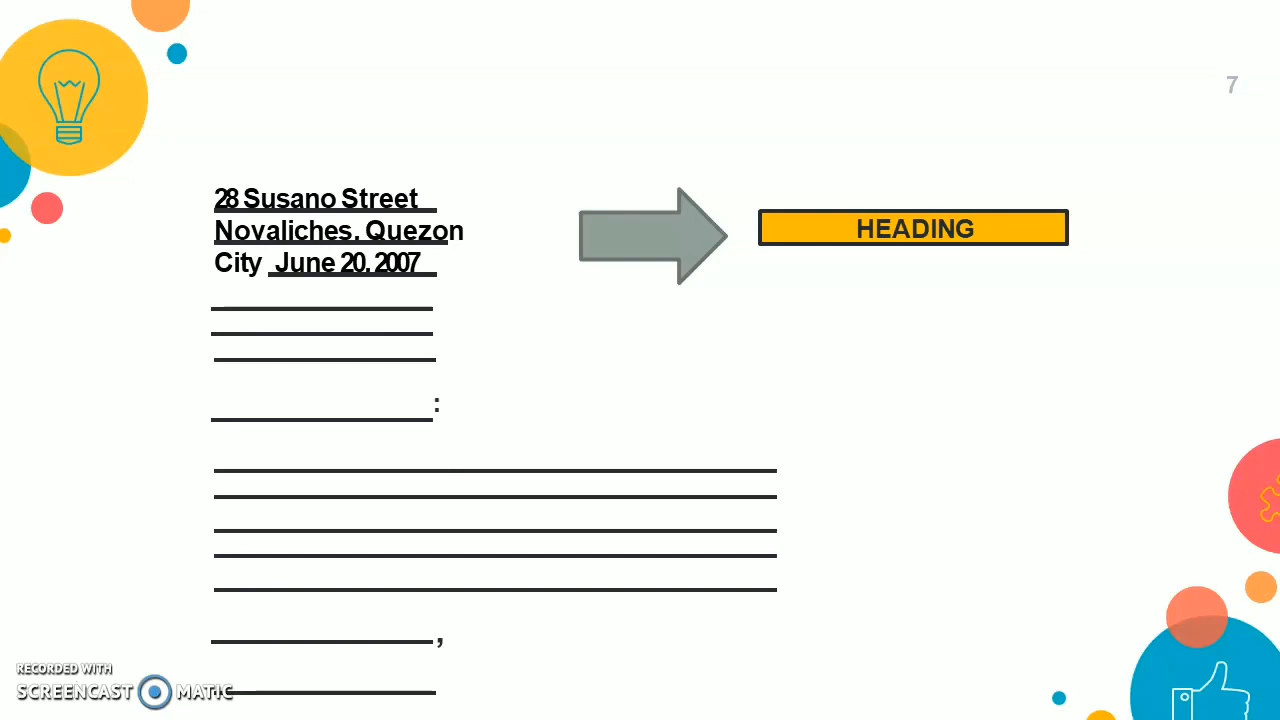 7
28 Susano Street
Novaliches, Quezon
City June 20, 2007
HEADING
:
,
RECORDED WITH
SCREENCAST MATIC